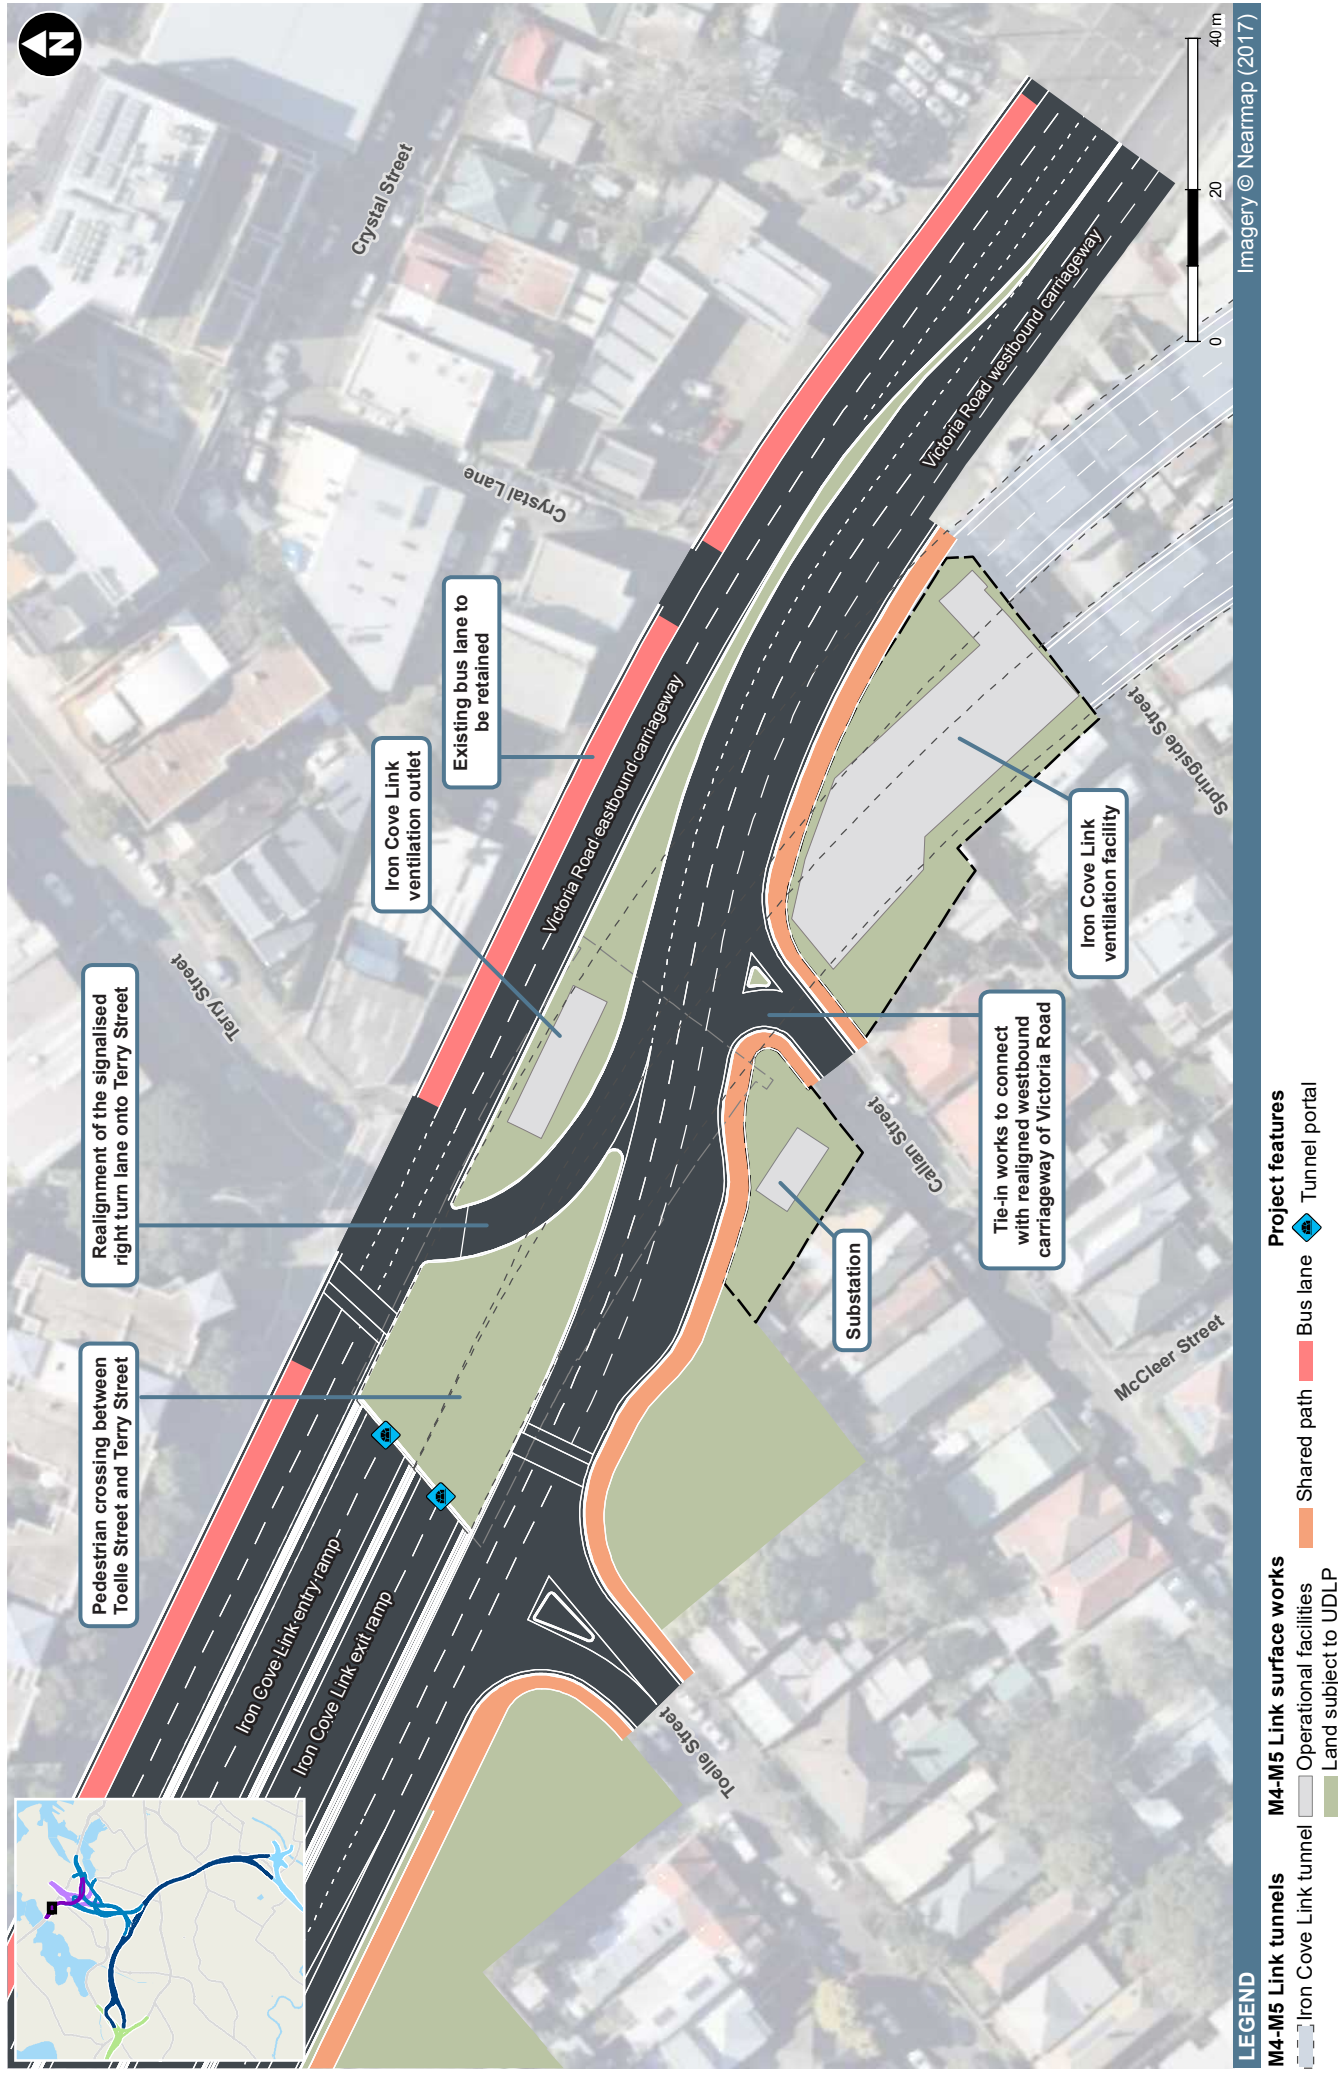 N
Crystal Street
Crystal Lane
Terry Street
Realignment of the signalised
right turn lane onto Terry Street
Pedestrian crossing between
Toelle Street and Terry Street
Iron Cove Link
ventilation outlet
Existing bus lane to
be retained
Victoria Road eastbound carriageway
Victoria Road westbound carriageway
Iron Cove Link entry ramp
Iron Cove Link exit ramp
Iron Cove Link
ventilation facility
Springside Street
Tie-in works to connect
with realigned westbound
carriageway of Victoria Road
Callan Street
Substation
McCleer Street
Toelle Street
0 20 40 m
LEGEND
Imagery © Nearmap (2017)
M4-M5 Link tunnels
Iron Cove Link tunnel
M4-M5 Link surface works
Operational facilities
Land subject to UDLP
Shared path
Bus lane
Project features
Tunnel portal